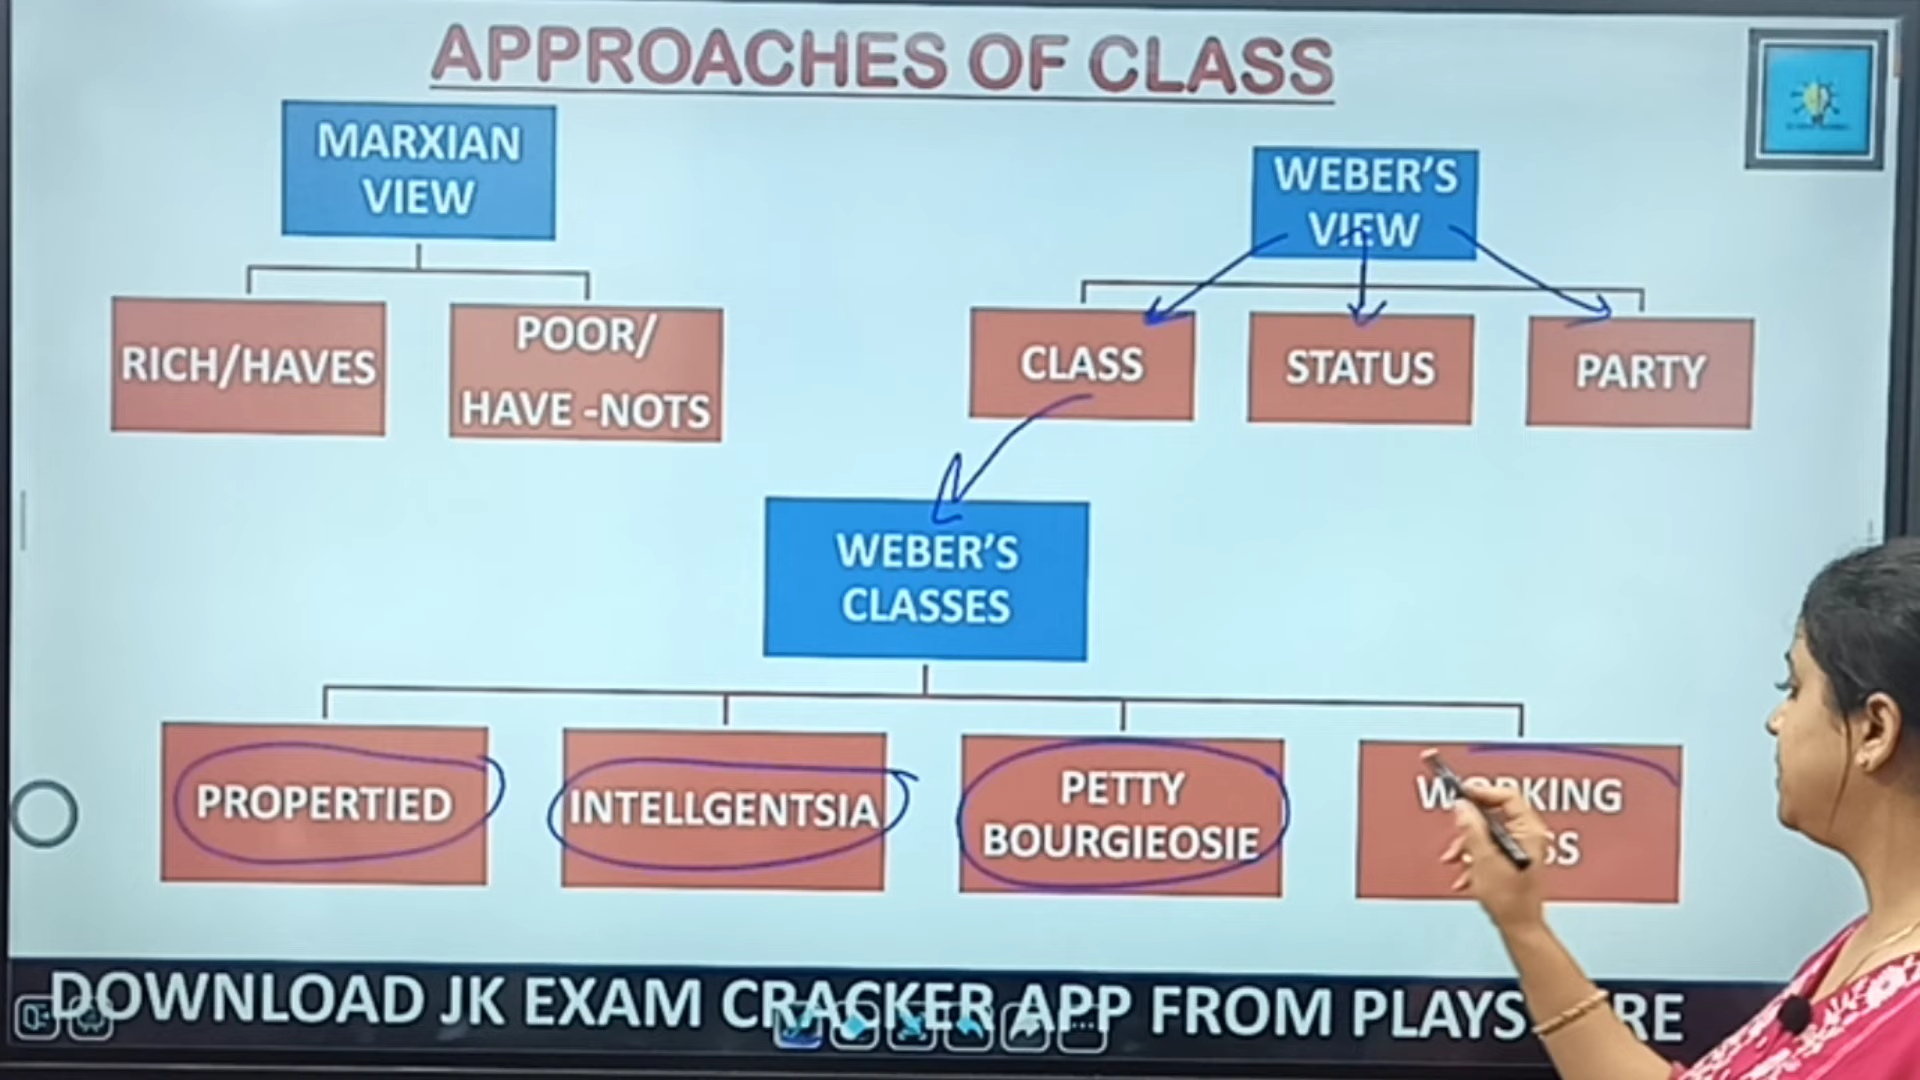 APPROACHES OF CLASS
MARXIAN
VIEW
WEBER'S
VIEW
RICH/HAVES
POOR/
HAVE -NOTS
CLASS
STATUS
PARTY
WEBER'S
CLASSES
PROPERTIED
INTELLGENTSIA
PETTY
BOURGIEOSIE
DOWNLOAD JK EXAM CRACKER APP FROM